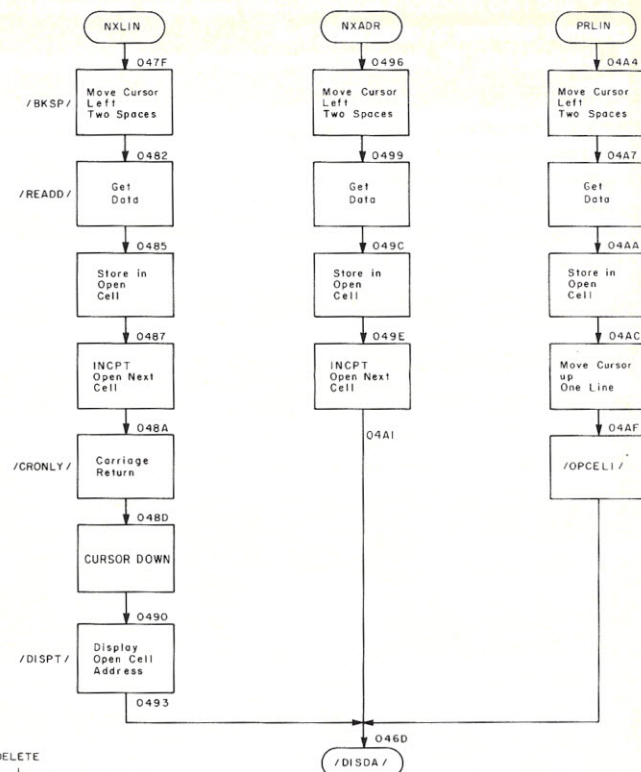 NXLIN
047F
/BKSP/
Move Cursor
Left
Two Spaces
0482
/READD/
Get
Data
0485
Store in
Open
Cell
0487
INCPT
Open Next
Cell
048A
/CRONLY/
Carriage
Return
048D
CURSOR DOWN
0490
/DISPT/
Display
Open Cell
Address
0493
NXADR
0496
Move Cursor
Left
Two Spaces
0499
Get
Data
049C
Store in
Open
Cell
049E
INCPT
Open Next
Cell
04A1
PRLIN
04A4
Move Cursor
Left
Two Spaces
04A7
Get
Data
04AA
Store in
Open
Cell
04AC
Move Cursor
up
One Line
04AF
/OPCEL1/
046D
/DISDA/
DELETE